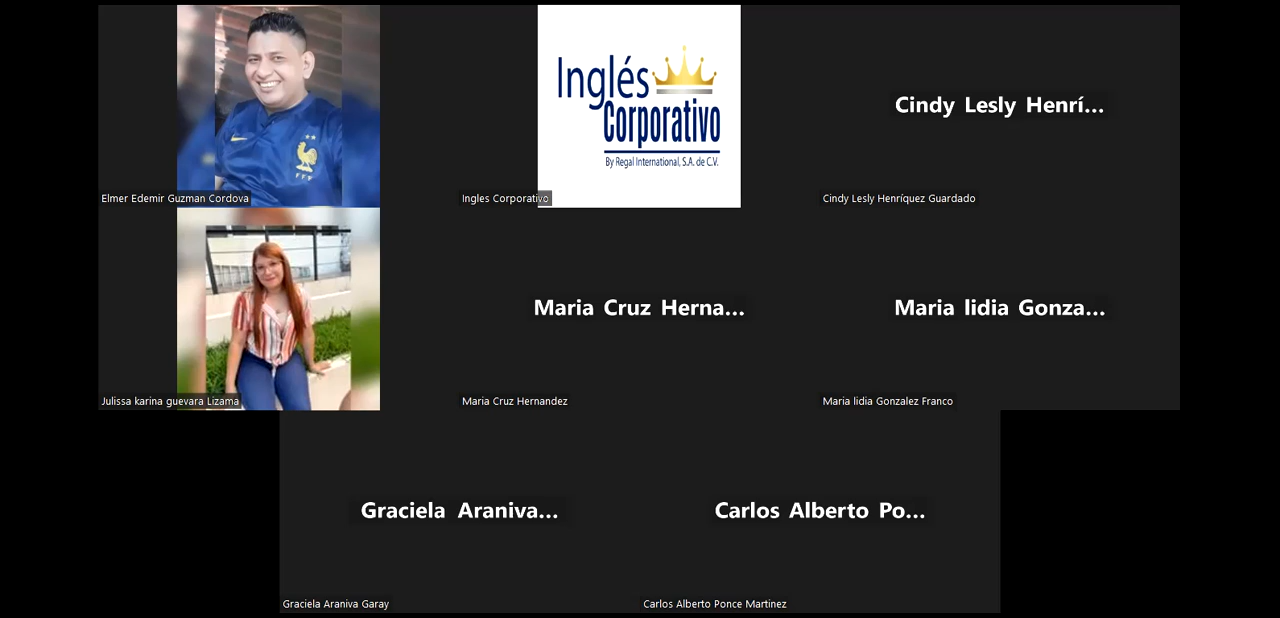 Inglés
Corporativo
By Regal International, S.A. de C.V.
Cindy Lesly Henrí...
Elmer Edemir Guzman Cordova
Ingles Corporativo
Cindy Lesly Henríquez Guardado
Maria Cruz Herna...
Maria lidia Gonza...
Julissa karina guevara Lizama
Maria Cruz Hernandez
Maria lidia Gonzalez Franco
Graciela Araniva...
Carlos Alberto Po...
Graciela Araniva Garay
Carlos Alberto Ponce Martinez